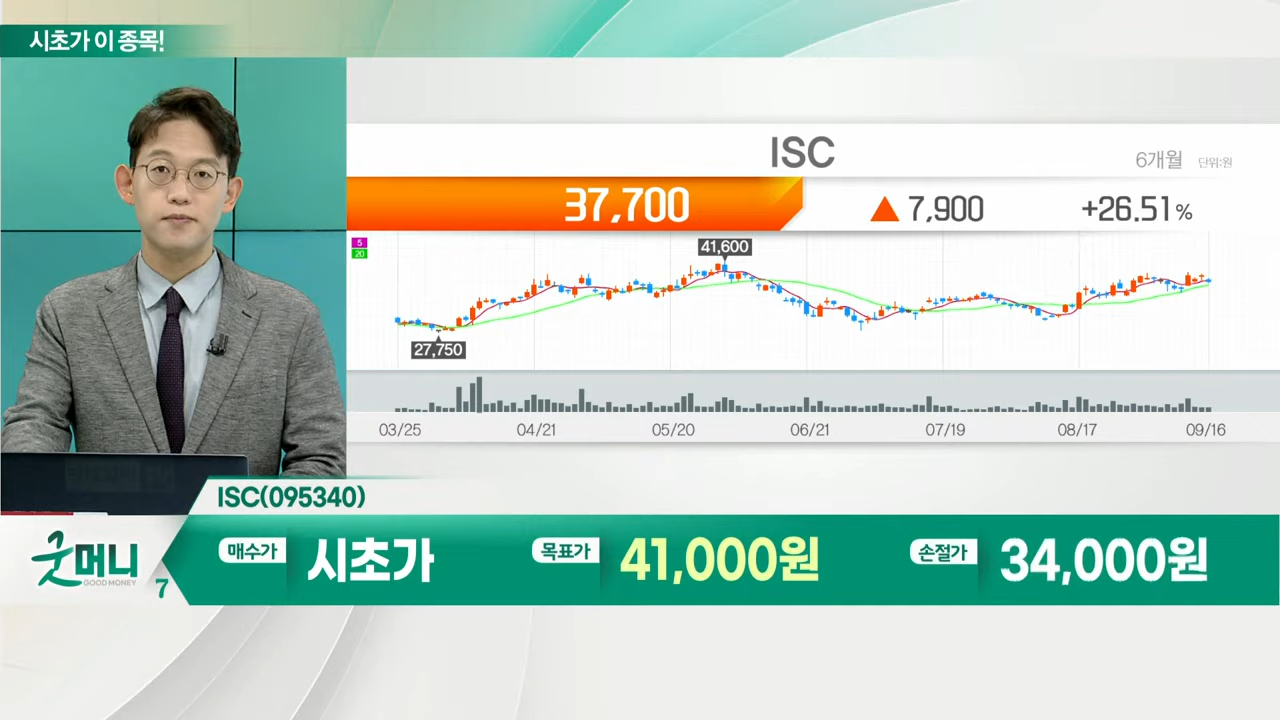 시초가 이 종목!
ISC
6개월 단위:원
37,700 ▲ 7,900 +26.51%
5
20
41,600
27,750
03/25 04/21 05/20 06/21 07/19 08/17 09/16
ISC(095340)
굿머니 GOOD MONEY 7
매수가 시초가 목표가 41,000원 손절가 34,000원